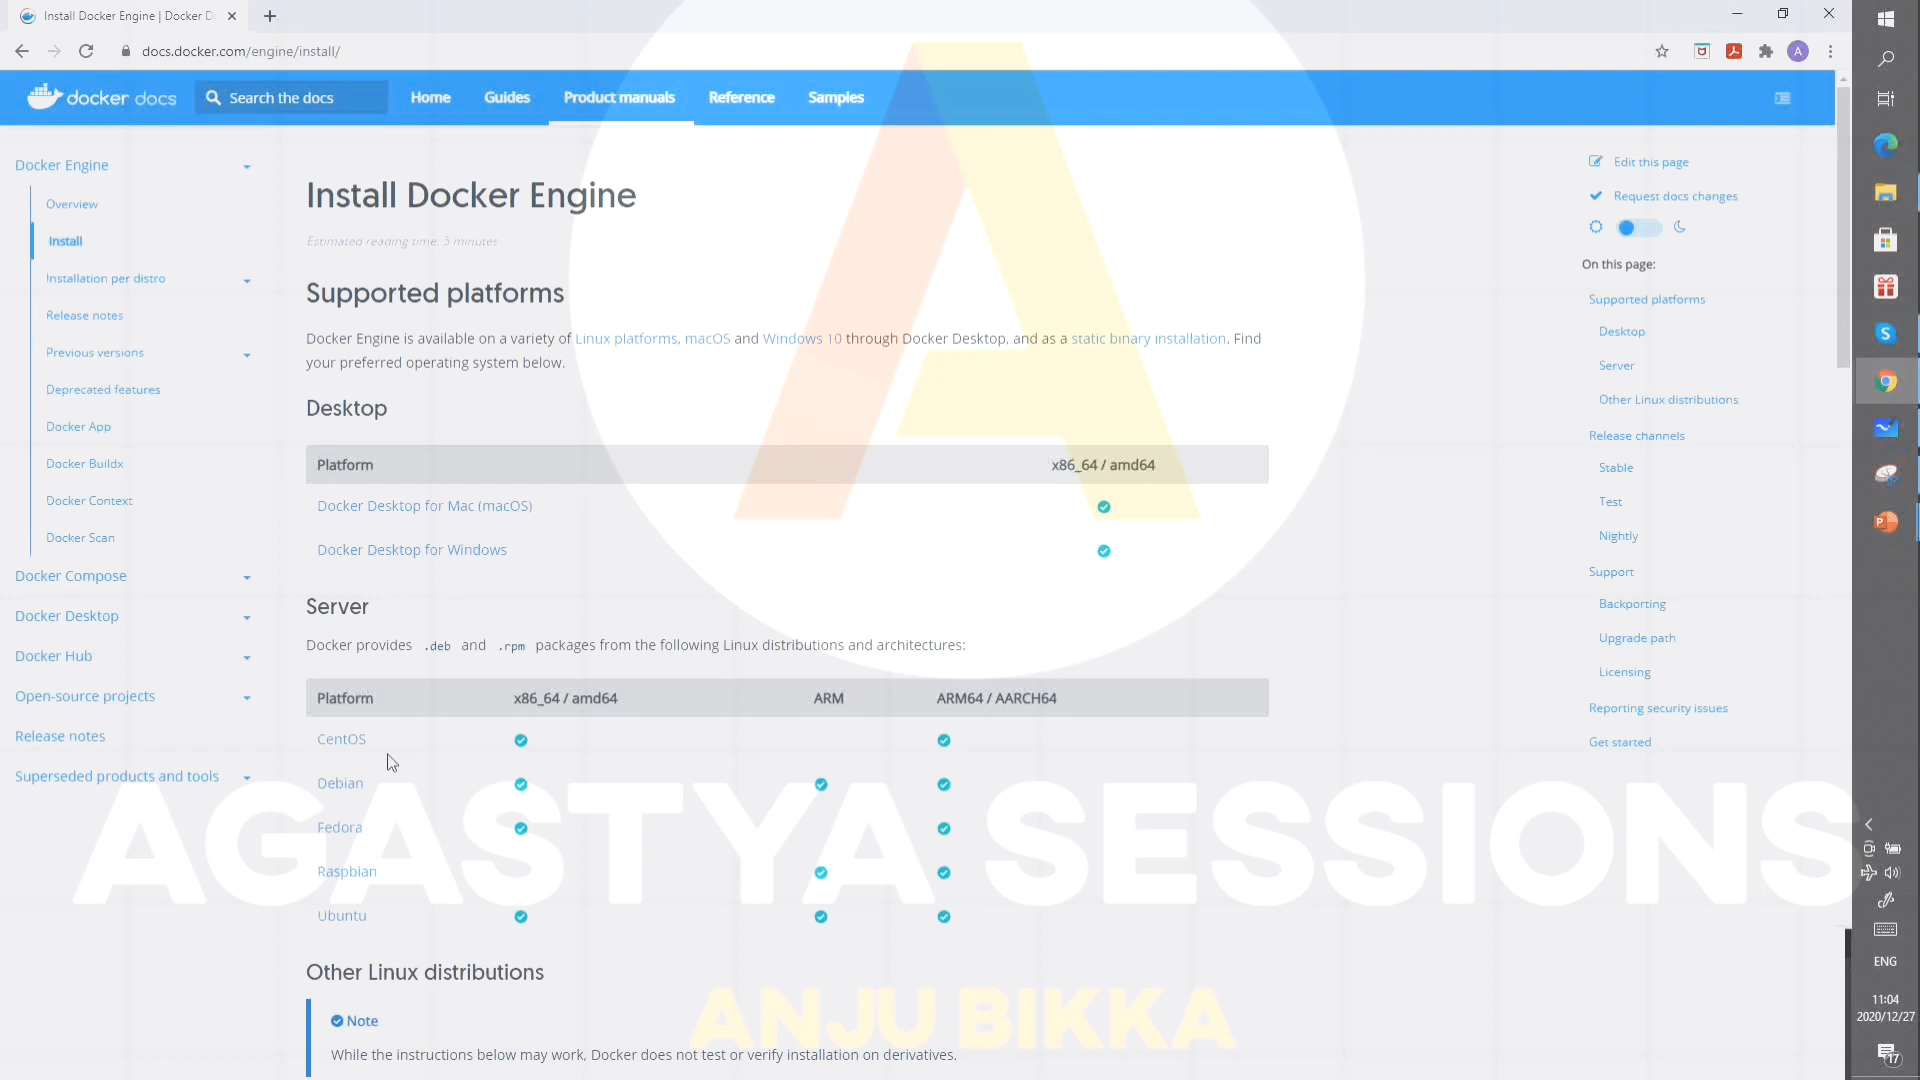 Install Docker Engine | Docker D
docs.docker.com/engine/install/
A
docker docs
Search the docs
Home
Guides
Product manuals
Reference
Samples
Docker Engine
Overview
Install
Installation per distro
Release notes
Previous versions
Deprecated features
Docker App
Docker Buildx
Docker Context
Docker Scan
Docker Compose
Docker Desktop
Docker Hub
Open-source projects
Release notes
Superseded products and tools
Install Docker Engine
Estimated reading time: 5 minutes
Supported platforms
Docker Engine is available on a variety of Linux platforms, macOS and Windows 10 through Docker Desktop, and as a static binary installation. Find
your preferred operating system below.
Desktop
Platform x86_64 / amd64
Docker Desktop for Mac (macOS)
Docker Desktop for Windows
Server
Docker provides .deb and .rpm packages from the following Linux distributions and architectures:
Platform x86_64 / amd64 ARM ARM64 / AARCH64
CentOS
Debian
Fedora
Raspbian
Ubuntu
Other Linux distributions
Note
While the instructions below may work, Docker does not test or verify installation on derivatives.
Edit this page
Request docs changes
On this page:
Supported platforms
Desktop
Server
Other Linux distributions
Release channels
Stable
Test
Nightly
Support
Backporting
Upgrade path
Licensing
Reporting security issues
Get started
AGASTYA SESSIONS
ANJU BIKKA
ENG
11:04
2020/12/27
17